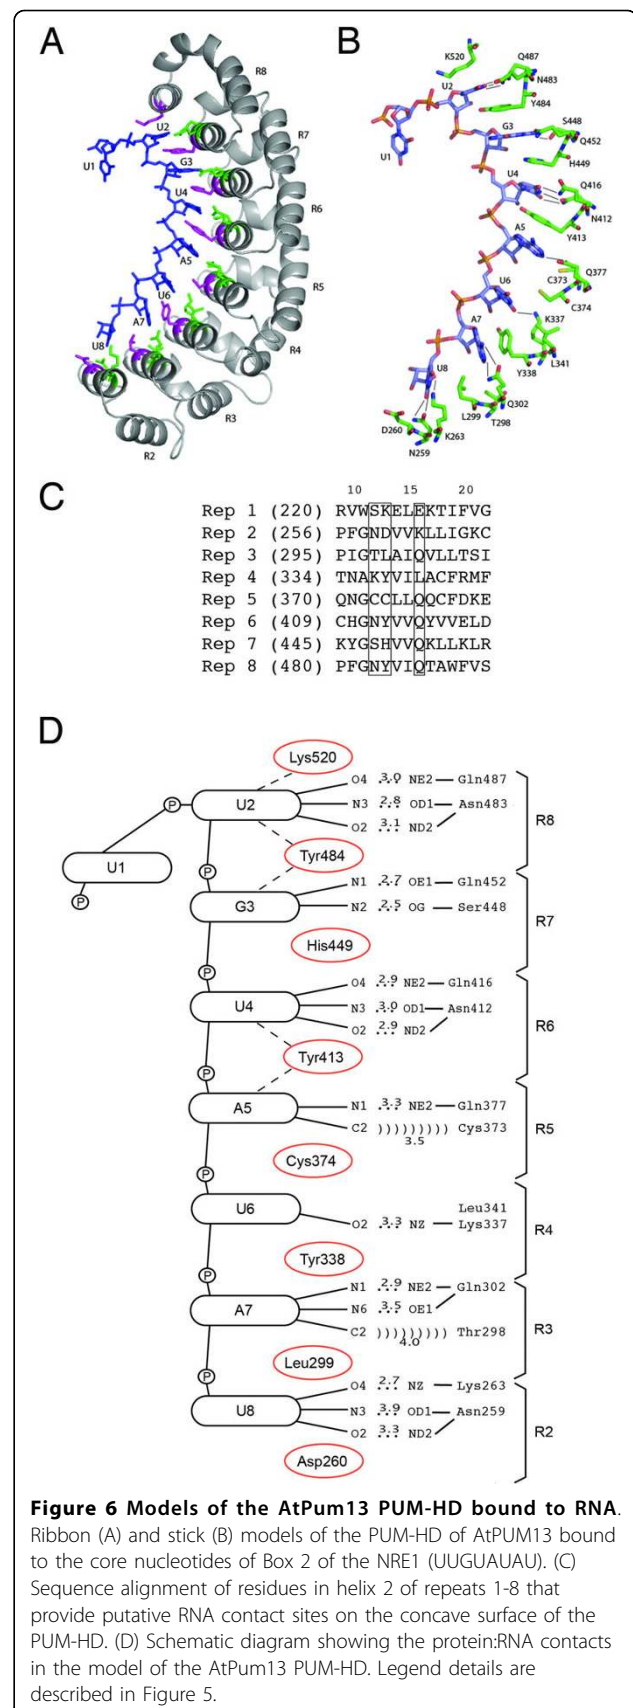 A
R8
U2
R7
U1
G3
U4
R6
A5
R5
U6
A7
R4
U8
R3
R2
B
K520
Q487
N483
U2
Y484
G3
S448
Q452
U1
H449
U4
Q416
N412
A5
Y413
Q377
C373
U6
C374
A7
K337
L341
Y338
U8
Q302
L299
T298
D260
K263
N259
C
10 15 20
Rep 1 (220) RVWSKELEKTIFVG
Rep 2 (256) PFGNDVVKLLIGKC
Rep 3 (295) PIGTLAIQVLLTSI
Rep 4 (334) TNAKYVILACFRMF
Rep 5 (370) QNGCCLLQQCFDKE
Rep 6 (409) CHGNYVVQYVVELD
Rep 7 (445) KYGSHVVQKLLKLR
Rep 8 (480) PFGNYVIQTAWFVS
D
Lys520
O4 3.0 NE2 Gln487
P U2 N3 2.8 OD1 Asn483
O2 3.1 ND2
R8
U1
Tyr484
P
P
N1 2.7 OE1 Gln452
G3 N2 2.5 OG Ser448
R7
His449
P
O4 2.9 NE2 Gln416
U4 N3 3.0 OD1 Asn412
O2 2.9 ND2
R6
Tyr413
P
A5 N1 3.3 NE2 Gln377
C2 ))))))))) Cys373
3.5
R5
Cys374
P
Leu341
U6 O2 3.3 NZ Lys337
R4
Tyr338
P
N1 2.9 NE2 Gln302
A7 N6 3.5 OE1
C2 ))))))))) Thr298
4.0
R3
Leu299
P
O4 2.7 NZ Lys263
U8 N3 3.9 OD1 Asn259
O2 3.3 ND2
R2
Asp260
Figure 6 Models of the AtPum13 PUM-HD bound to RNA.
Ribbon (A) and stick (B) models of the PUM-HD of AtPUM13 bound
to the core nucleotides of Box 2 of the NRE1 (UUGUAUAU). (C)
Sequence alignment of residues in helix 2 of repeats 1-8 that
provide putative RNA contact sites on the concave surface of the
PUM-HD. (D) Schematic diagram showing the protein:RNA contacts
in the model of the AtPum13 PUM-HD. Legend details are
described in Figure 5.